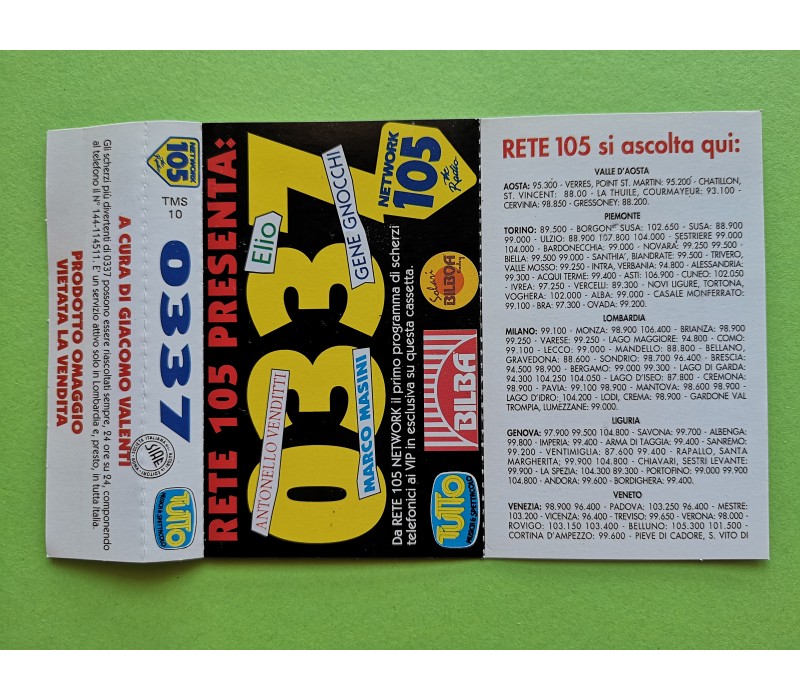 Gli scherzi più divertenti di 0337 possono essere riascoltati sempre, 24 ore su 24, componendo
al telefono il N° 144-114511. E' un servizio attivo solo in Lombardia e, presto, in tutta Italia.
A CURA DI GIACOMO VALENTI
PRODOTTO OMAGGIO
VIETATA LA VENDITA
NETWORK
105
TMS
10
0337
SIAE
TUTTO
MUSICA & SPETTACOLO
RETE 105 PRESENTA:
0337
ANTONELLO VENDITTI
Elio
MARCO MASINI
GENE GNOCCHI
NETWORK
105
the Radio
Da RETE 105 NETWORK il primo programma di scherzi
telefonici ai VIP in esclusiva su questa cassetta.
TUTTO
MUSICA & SPETTACOLO
BILBA
Solari
BILBOA
RETE 105 si ascolta qui:
VALLE D'AOSTA
AOSTA: 95.300 - VERRES, POINT ST. MARTIN: 95.200 - CHATILLON,
ST. VINCENT: 88.00 - LA THUILE, COURMAYEUR: 93.100 -
CERVINIA: 98.850 - GRESSONEY: 88.200.
PIEMONTE
TORINO: 89.500 - BORGONE SUSA: 102.650 - SUSA: 88.900
99.000 - ULZIO: 88.900 107.800 104.000 - SESTRIERE 99.000
104.000 - BARDONECCHIA: 90.000 - NOVARA: 99.250 99.500 -
BIELLA: 99.500 99.000 - SANTHIA', BIANDRATE: 99.500 - TRIVERO,
VALLE MOSSO: 99.250 - INTRA, VERBANIA: 94.800 - ALESSANDRIA:
99.300 - ACQUI TERME: 99.400 - ASTI: 106.900 - CUNEO: 102.050
- IVREA: 97.250 - VERCELLI: 89.300 - NOVI LIGURE, TORTONA,
VOGHERA: 102.000 - ALBA: 99.000 - CASALE MONFERRATO:
99.100 - BRA: 97.300 - OVADA: 99.200.
LOMBARDIA
MILANO: 99.100 - MONZA: 98.900 106.400 - BRIANZA: 98.900
99.250 - VARESE: 99.250 - LAGO MAGGIORE: 94.800 - COMO:
99.100 - LECCO: 99.000 - MANDELLO: 88.800 - BELLANO,
GRAVEDONA: 88.600 - SONDRIO: 98.700 96.400 - BRESCIA:
94.500 98.900 - BERGAMO: 99.000 99.300 - LAGO DI GARDA:
94.300 104.250 104.050 - LAGO D'ISEO: 87.500 - CREMONA:
98.900 - PAVIA: 99.100 98.900 - MANTOVA: 98.600 98.900 -
LAGO D'IDRO: 104.200 - LODI, CREMA: 98.900 - GARDONE VAL
TROMPIA, LUMEZZANE: 99.000.
LIGURIA
GENOVA: 97.900 99.500 104.800 - SAVONA: 99.700 - ALBENGA:
99.800 - IMPERIA: 99.400 - ARMA DI TAGGIA: 99.400 - SANREMO:
99.200 - VENTIMIGLIA: 87.600 99.400 - RAPALLO, SANTA
MARGHERITA: 99.900 104.800 - CHIAVARI, SESTRI LEVANTE:
99.900 - LA SPEZIA: 104.300 89.300 - PORTOFINO: 99.000 99.900
104.800 - ANDORA: 99.600 - BORDIGHERA: 99.400.
VENETO
VENEZIA: 98.900 96.400 - PADOVA: 103.250 96.400 - MESTRE:
103.200 - VICENZA: 96.400 - TREVISO: 99.650 - VERONA: 98.000 -
ROVIGO: 103.150 103.400 - BELLUNO: 105.300 101.500 -
CORTINA D'AMPEZZO: 99.600 - PIEVE DI CADORE, S. VITO DI